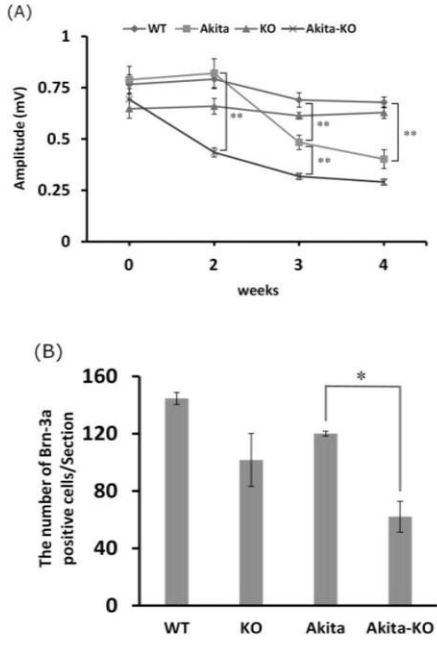 (A)
WT Akita KO Akita-KO
1
0.75
0.5
0.25
0
Amplitude (mV)
**
**
**
**
0 2 3 4
weeks
(B)
160
120
80
40
0
The number of Brn-3a
positive cells/Section
*
WT KO Akita Akita-KO